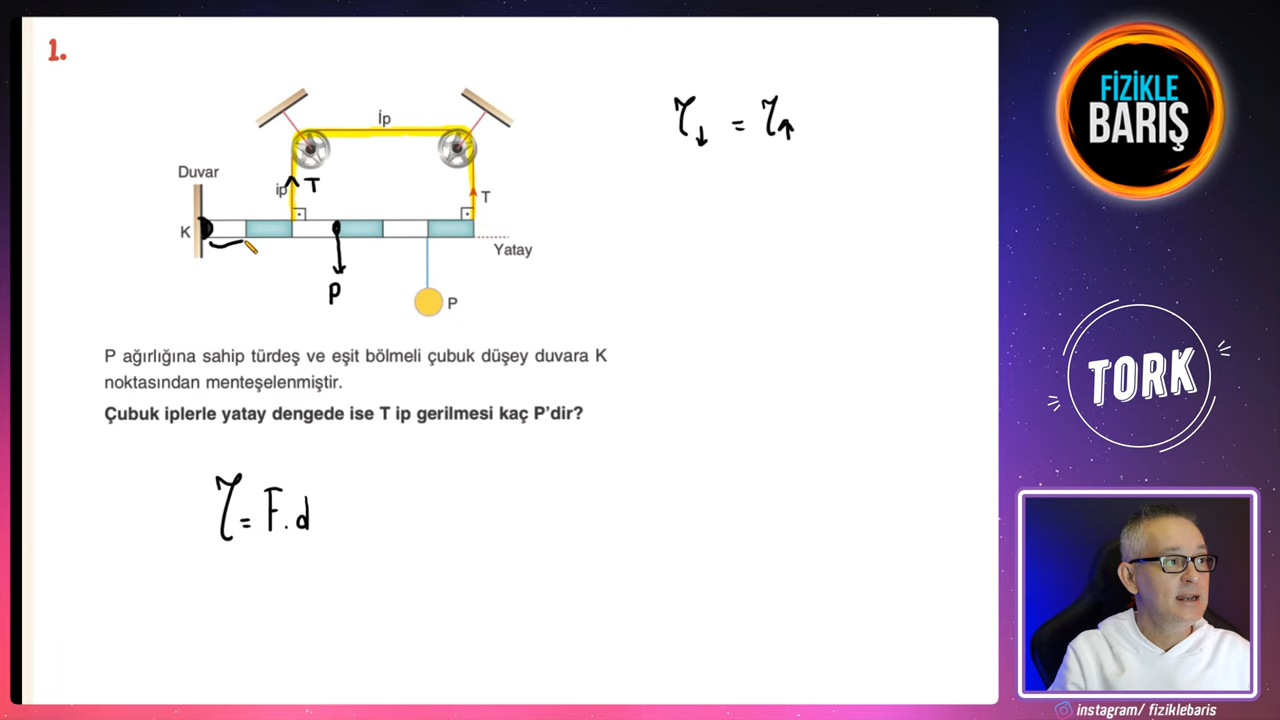 1.
İp
Duvar
ip
T
T
K
Yatay
P
P
τ↓ = τ↑
P ağırlığına sahip türdeş ve eşit bölmeli çubuk düşey duvara K
noktasından menteşelenmiştir.
Çubuk iplerle yatay dengede ise T ip gerilmesi kaç P’dir?
τ = F.d
FİZİKLE
BARIŞ
TORK
instagram/ fiziklebaris